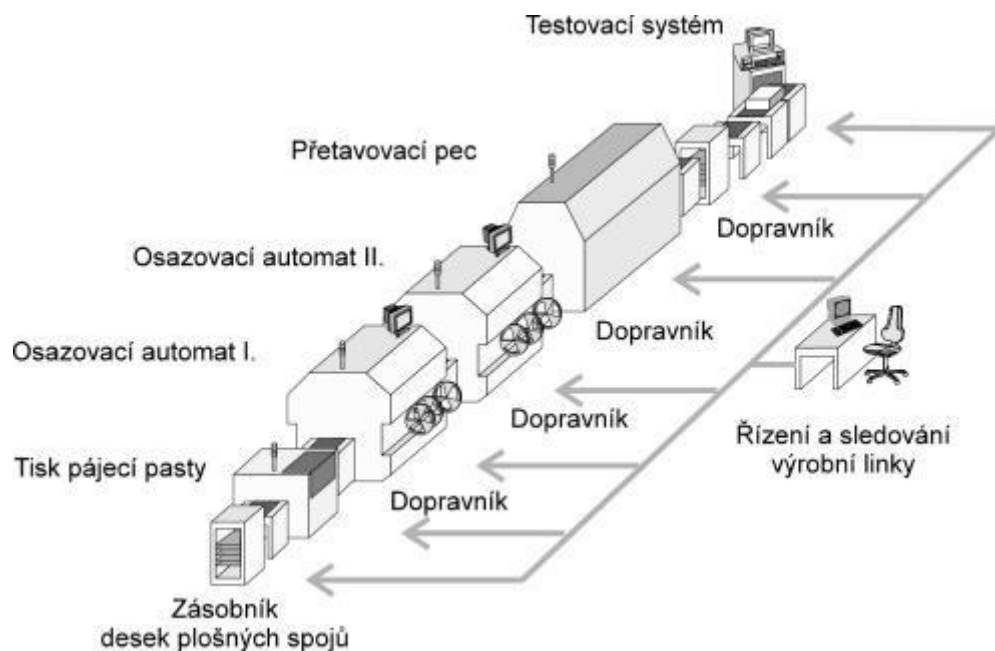 Testovací systém
Přetavovací pec
Dopravník
Osazovací automat II.
Dopravník
Osazovací automat I.
Dopravník
Řízení a sledování
výrobní linky
Tisk pájecí pasty
Dopravník
Zásobník
desek plošných spojů